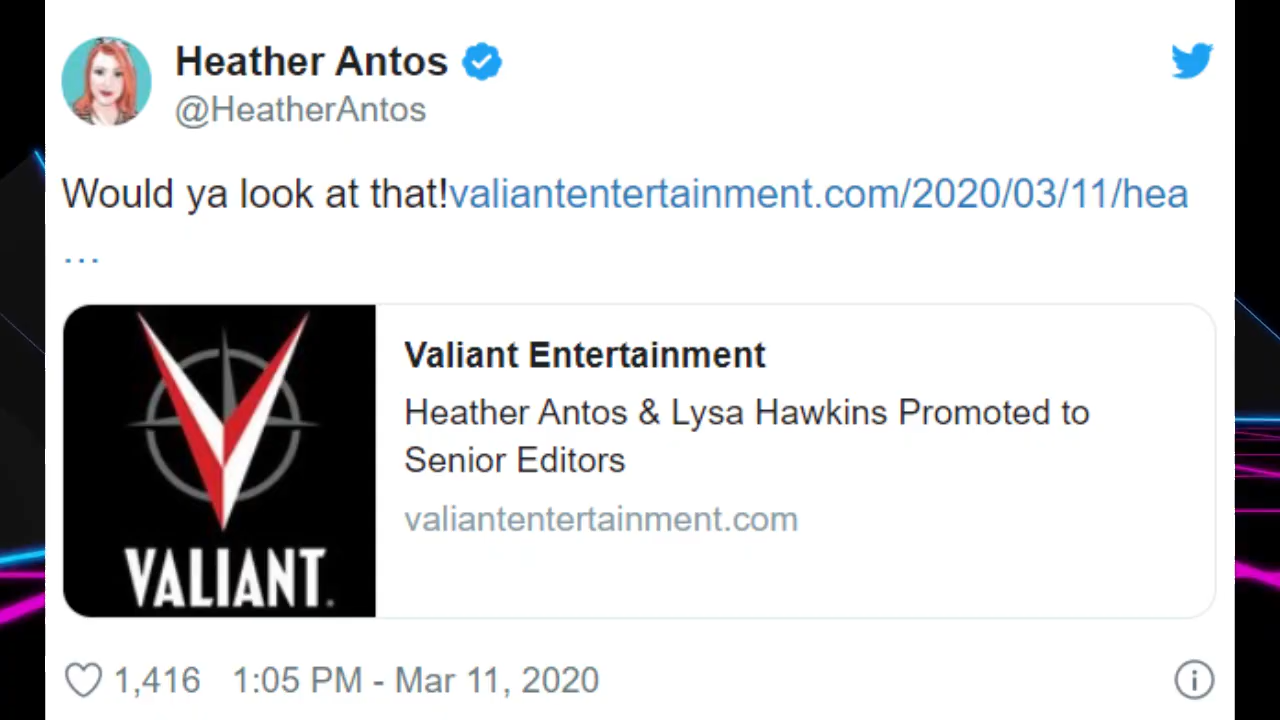 Heather Antos
@HeatherAntos
Would ya look at that!valiantentertainment.com/2020/03/11/hea
…
Valiant Entertainment
Heather Antos & Lysa Hawkins Promoted to
Senior Editors
valiantentertainment.com
VALIANT.
1,416 1:05 PM - Mar 11, 2020